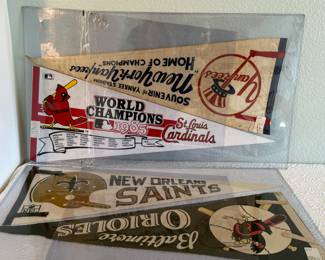 SOUVENIR of YANKEE STADIUM
New York Yankees
"HOME OF CHAMPIONS"
Yankees
WORLD
CHAMPIONS
1985
St. Louis
Cardinals
NEW ORLEANS
SAINTS
Baltimore
ORIOLES